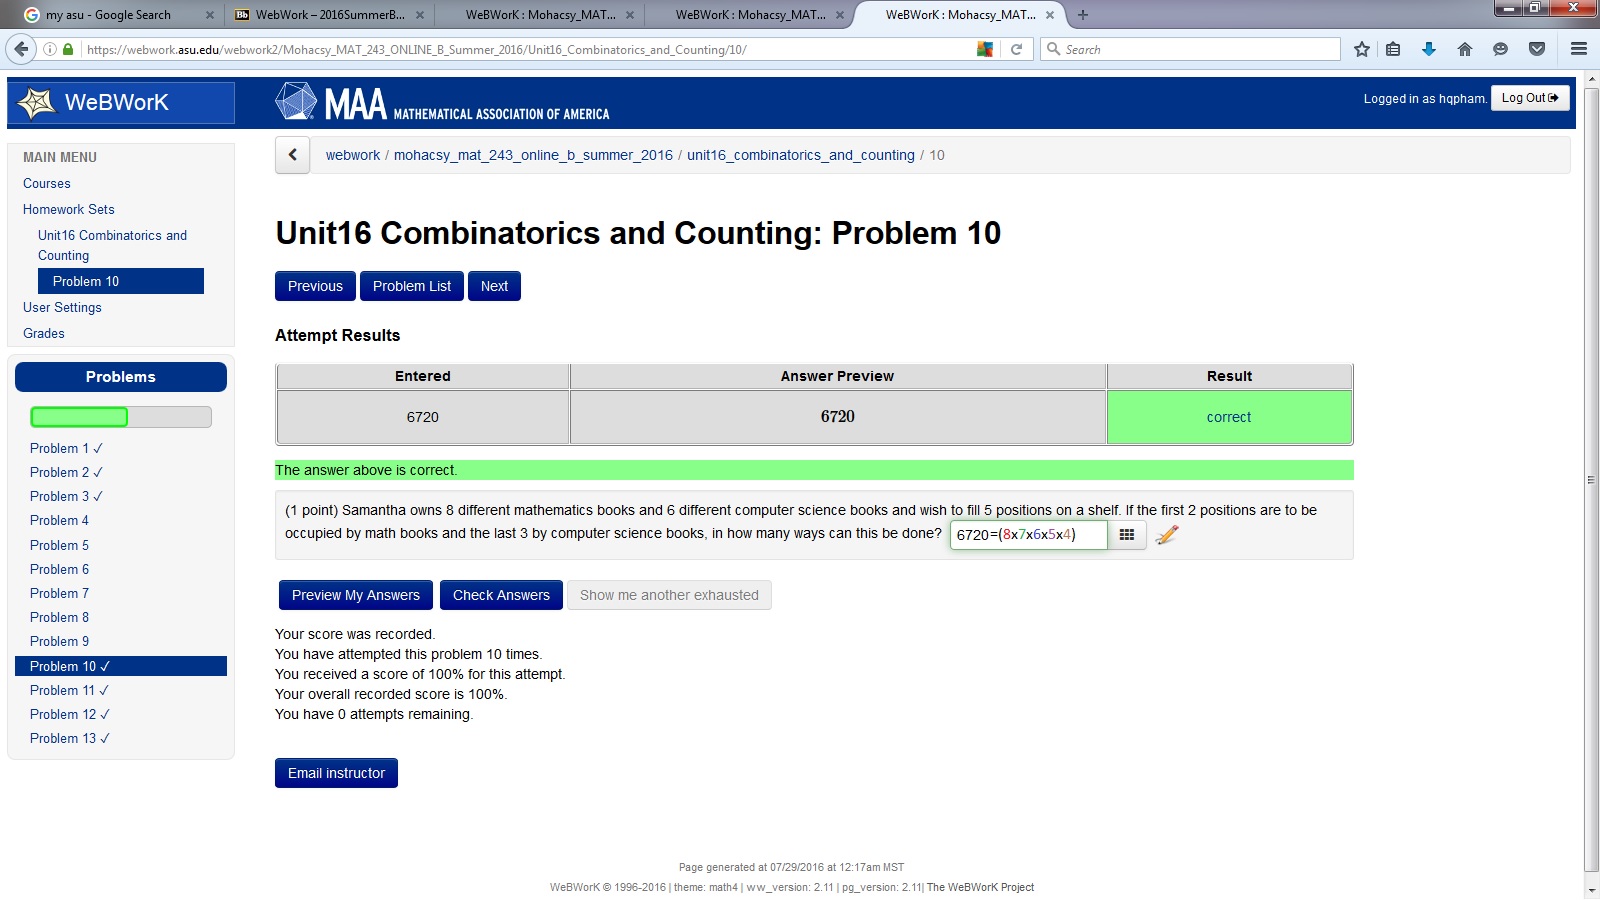 my asu - Google Search
WebWork – 2016SummerB...
WeBWorK : Mohacsy_MAT...
WeBWorK : Mohacsy_MAT...
WeBWorK : Mohacsy_MAT...
https://webwork.asu.edu/webwork2/Mohacsy_MAT_243_ONLINE_B_Summer_2016/Unit16_Combinatorics_and_Counting/10/
Search
WeBWorK
MAA MATHEMATICAL ASSOCIATION OF AMERICA
Logged in as hqpham.
Log Out
MAIN MENU
Courses
Homework Sets
Unit16 Combinatorics and
Counting
Problem 10
User Settings
Grades
Problems
Problem 1 ✓
Problem 2 ✓
Problem 3 ✓
Problem 4
Problem 5
Problem 6
Problem 7
Problem 8
Problem 9
Problem 10 ✓
Problem 11 ✓
Problem 12 ✓
Problem 13 ✓
webwork / mohacsy_mat_243_online_b_summer_2016 / unit16_combinatorics_and_counting / 10
Unit16 Combinatorics and Counting: Problem 10
Previous Problem List Next
Attempt Results
Entered Answer Preview Result
6720 6720 correct
The answer above is correct.
(1 point) Samantha owns 8 different mathematics books and 6 different computer science books and wish to fill 5 positions on a shelf. If the first 2 positions are to be
occupied by math books and the last 3 by computer science books, in how many ways can this be done? 6720=(8x7x6x5x4)
Preview My Answers Check Answers Show me another exhausted
Your score was recorded.
You have attempted this problem 10 times.
You received a score of 100% for this attempt.
Your overall recorded score is 100%.
You have 0 attempts remaining.
Email instructor
Page generated at 07/29/2016 at 12:17am MST
WeBWorK © 1996-2016 | theme: math4 | ww_version: 2.11 | pg_version: 2.11| The WeBWorK Project